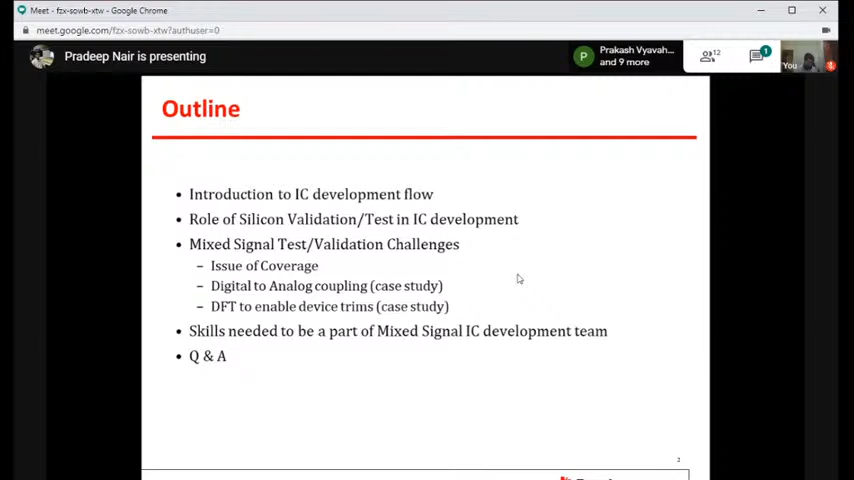 Meet - fzx-sowb-xtw - Google Chrome
meet.google.com/fzx-sowb-xtw?authuser=0
Pradeep Nair is presenting
P
Prakash Vyavah...
and 9 more
12
1
You
Outline
• Introduction to IC development flow
• Role of Silicon Validation/Test in IC development
• Mixed Signal Test/Validation Challenges
– Issue of Coverage
– Digital to Analog coupling (case study)
– DFT to enable device trims (case study)
• Skills needed to be a part of Mixed Signal IC development team
• Q & A
2